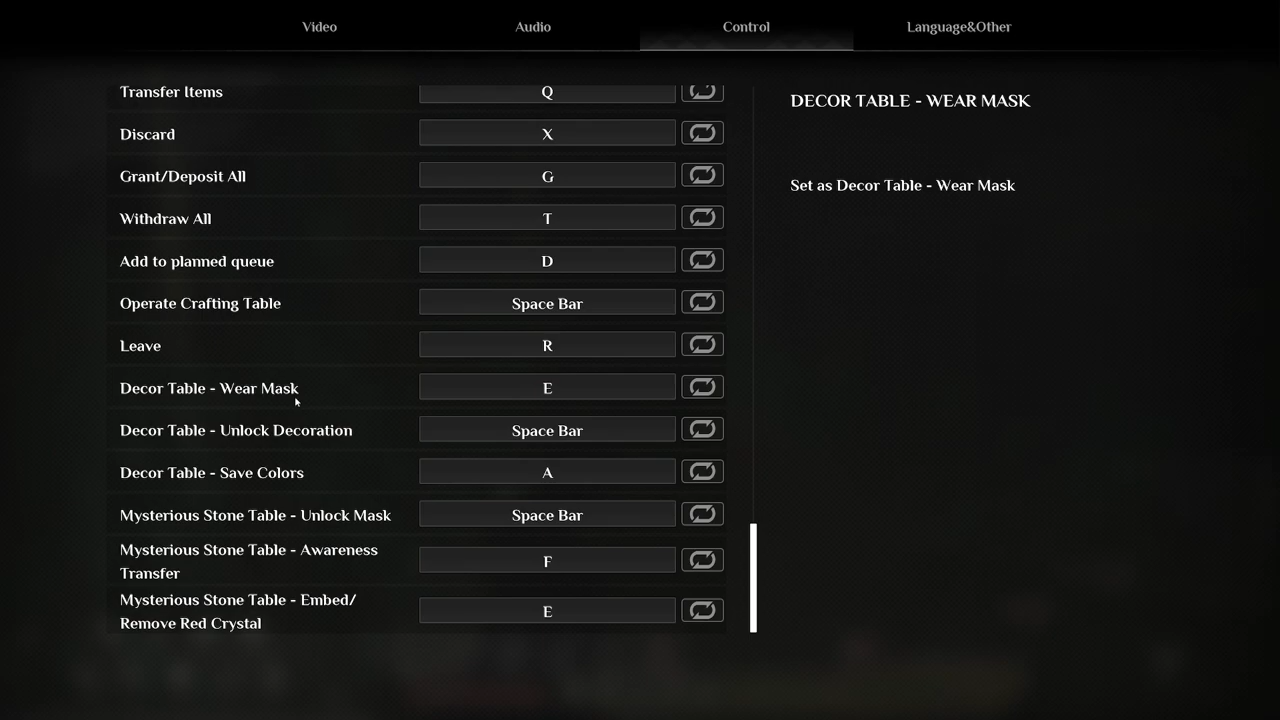 Video
Audio
Control
Language&Other
Transfer Items
Q
Discard
X
Grant/Deposit All
G
Withdraw All
T
Add to planned queue
D
Operate Crafting Table
Space Bar
Leave
R
Decor Table - Wear Mask
E
Decor Table - Unlock Decoration
Space Bar
Decor Table - Save Colors
A
Mysterious Stone Table - Unlock Mask
Space Bar
Mysterious Stone Table - Awareness
Transfer
F
Mysterious Stone Table - Embed/
Remove Red Crystal
E
DECOR TABLE - WEAR MASK
Set as Decor Table - Wear Mask